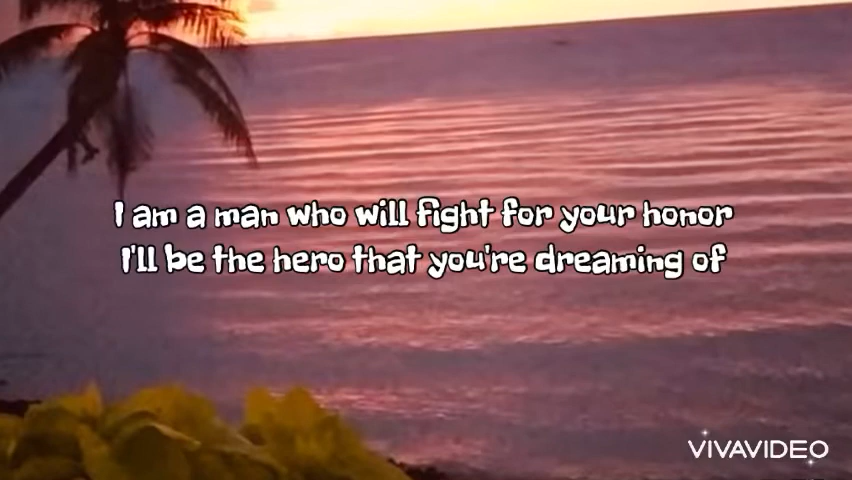 I am a man who will fight for your honor
I'll be the hero that you're dreaming of
VIVAVIDEO